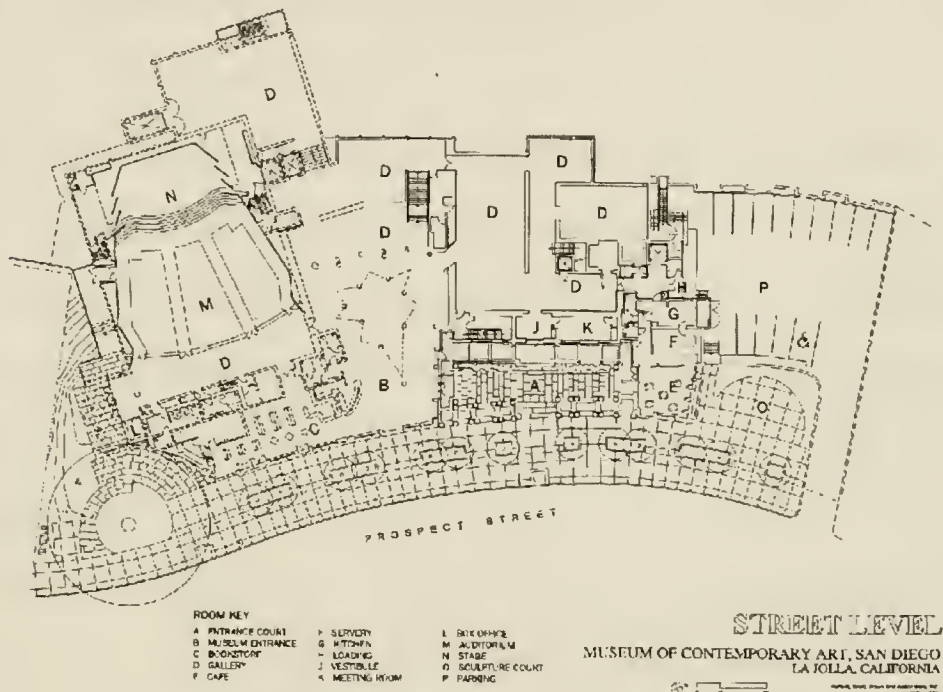 D
D
N
D
D
D
D
D
M
D
H
P
G
J
K
F
D
&
B
A
E
O
C
L
PROSPECT STREET
ROOM KEY
A ENTRANCE COURT
B MUSEUM ENTRANCE
C BOOKSTORE
D GALLERY
E CAFE
F SERVERY
G KITCHEN
H LOADING
J VESTIBULE
K MEETING ROOM
L BOX OFFICE
M AUDITORIUM
N STAGE
O SCULPTURE COURT
P PARKING
STREET LEVEL
MUSEUM OF CONTEMPORARY ART, SAN DIEGO
LA JOLLA, CALIFORNIA